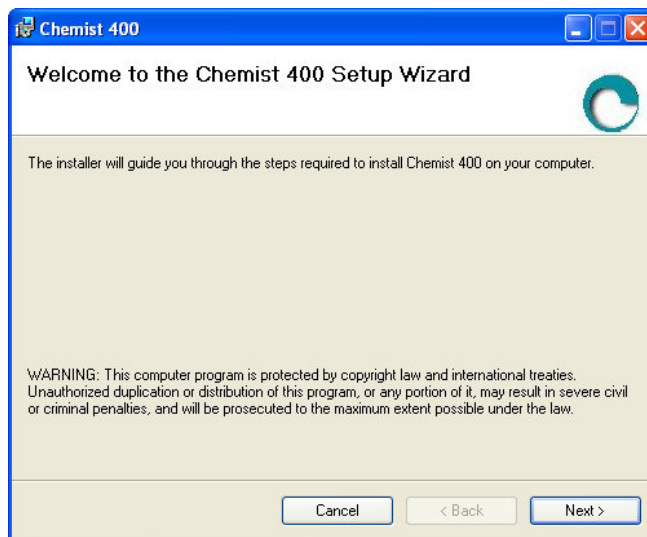 Chemist 400
Welcome to the Chemist 400 Setup Wizard
The installer will guide you through the steps required to install Chemist 400 on your computer.
WARNING: This computer program is protected by copyright law and international treaties.
Unauthorized duplication or distribution of this program, or any portion of it, may result in severe civil
or criminal penalties, and will be prosecuted to the maximum extent possible under the law.
Cancel
< Back
Next >